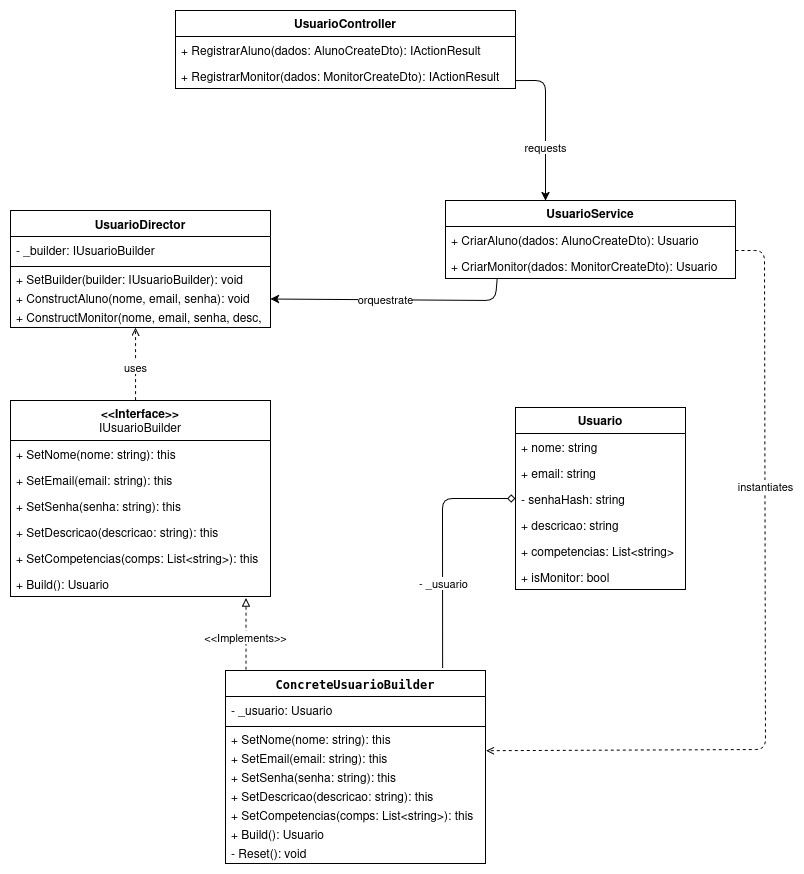 UsuarioController
+ RegistrarAluno(dados: AlunoCreateDto): IActionResult
+ RegistrarMonitor(dados: MonitorCreateDto): IActionResult
requests
UsuarioDirector
- _builder: IUsuarioBuilder
+ SetBuilder(builder: IUsuarioBuilder): void
+ ConstructAluno(nome, email, senha): void
+ ConstructMonitor(nome, email, senha, desc,
UsuarioService
+ CriarAluno(dados: AlunoCreateDto): Usuario
+ CriarMonitor(dados: MonitorCreateDto): Usuario
orquestrate
uses
<<Interface>>
IUsuarioBuilder
+ SetNome(nome: string): this
+ SetEmail(email: string): this
+ SetSenha(senha: string): this
+ SetDescricao(descricao: string): this
+ SetCompetencias(comps: List<string>): this
+ Build(): Usuario
Usuario
+ nome: string
+ email: string
- senhaHash: string
+ descricao: string
+ competencias: List<string>
+ isMonitor: bool
instantiates
- _usuario
<<Implements>>
ConcreteUsuarioBuilder
- _usuario: Usuario
+ SetNome(nome: string): this
+ SetEmail(email: string): this
+ SetSenha(senha: string): this
+ SetDescricao(descricao: string): this
+ SetCompetencias(comps: List<string>): this
+ Build(): Usuario
- Reset(): void